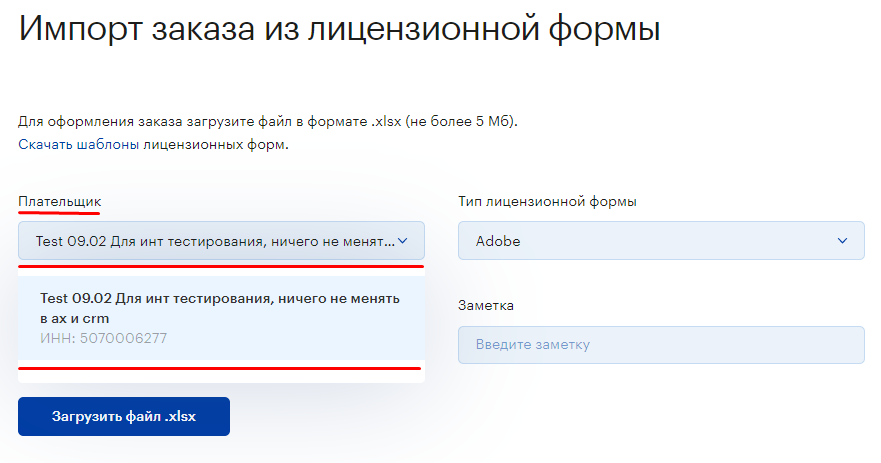 Импорт заказа из лицензионной формы
Для оформления заказа загрузите файл в формате .xlsx (не более 5 Мб).
Скачать шаблоны лицензионных форм.
Плательщик
Test 09.02 Для инт тестирования, ничего не менят...
Test 09.02 Для инт тестирования, ничего не менять
в ax и crm
ИНН: 5070006277
Тип лицензионной формы
Adobe
Заметка
Введите заметку
Загрузить файл .xlsx